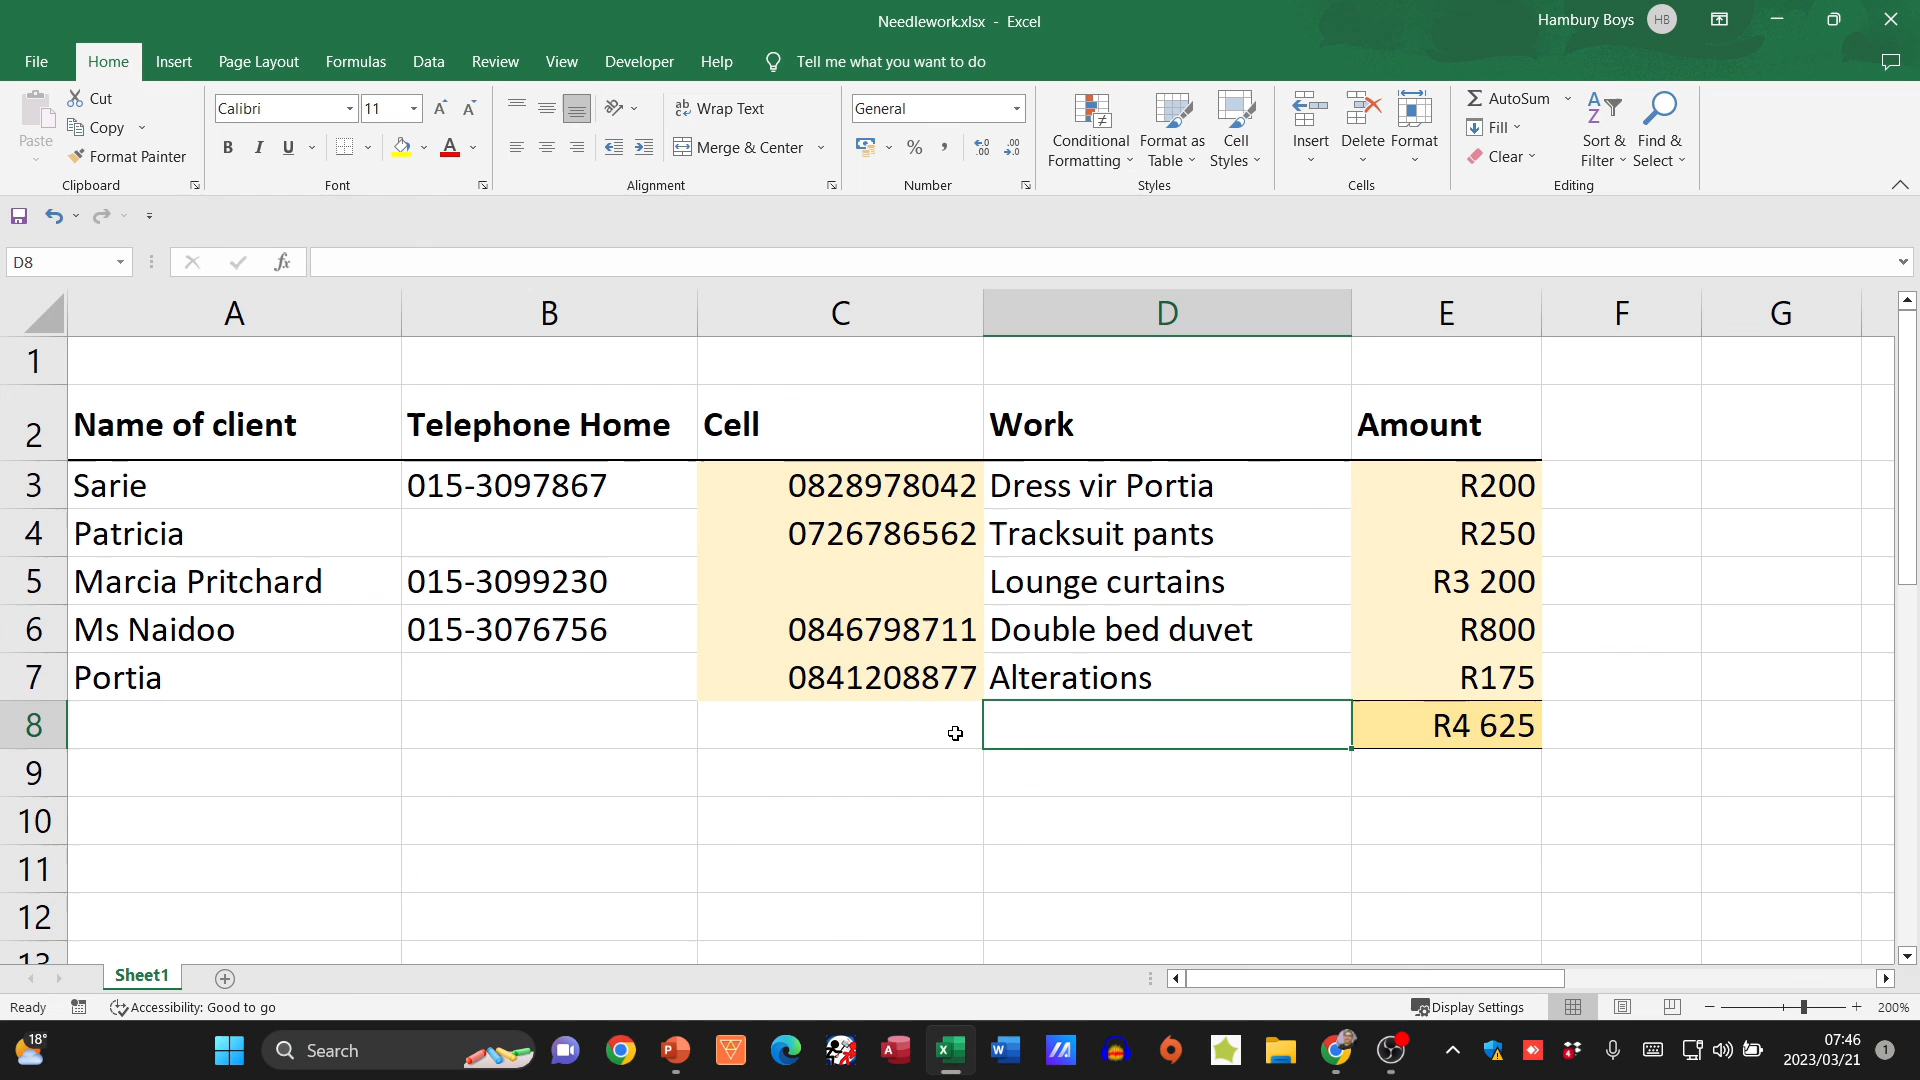 Needlework.xlsx - Excel
Hambury Boys HB
File Home Insert Page Layout Formulas Data Review View Developer Help Tell me what you want to do
Paste
Cut
Copy
Format Painter
Clipboard
Calibri 11
B I U
Font
Wrap Text
Merge & Center
Alignment
General
Number
Conditional Formatting
Format as Table
Cell Styles
Styles
Insert Delete Format
Cells
AutoSum
Fill
Clear
Sort & Filter
Find & Select
Editing
D8
fx
A B C D E F G
1
2 Name of client Telephone Home Cell Work Amount
3 Sarie 015-3097867 0828978042 Dress vir Portia R200
4 Patricia 0726786562 Tracksuit pants R250
5 Marcia Pritchard 015-3099230 Lounge curtains R3 200
6 Ms Naidoo 015-3076756 0846798711 Double bed duvet R800
7 Portia 0841208877 Alterations R175
8 R4 625
9
10
11
12
13
Sheet1
Ready Accessibility: Good to go Display Settings 200%
18°
Search
07:46
2023/03/21
1